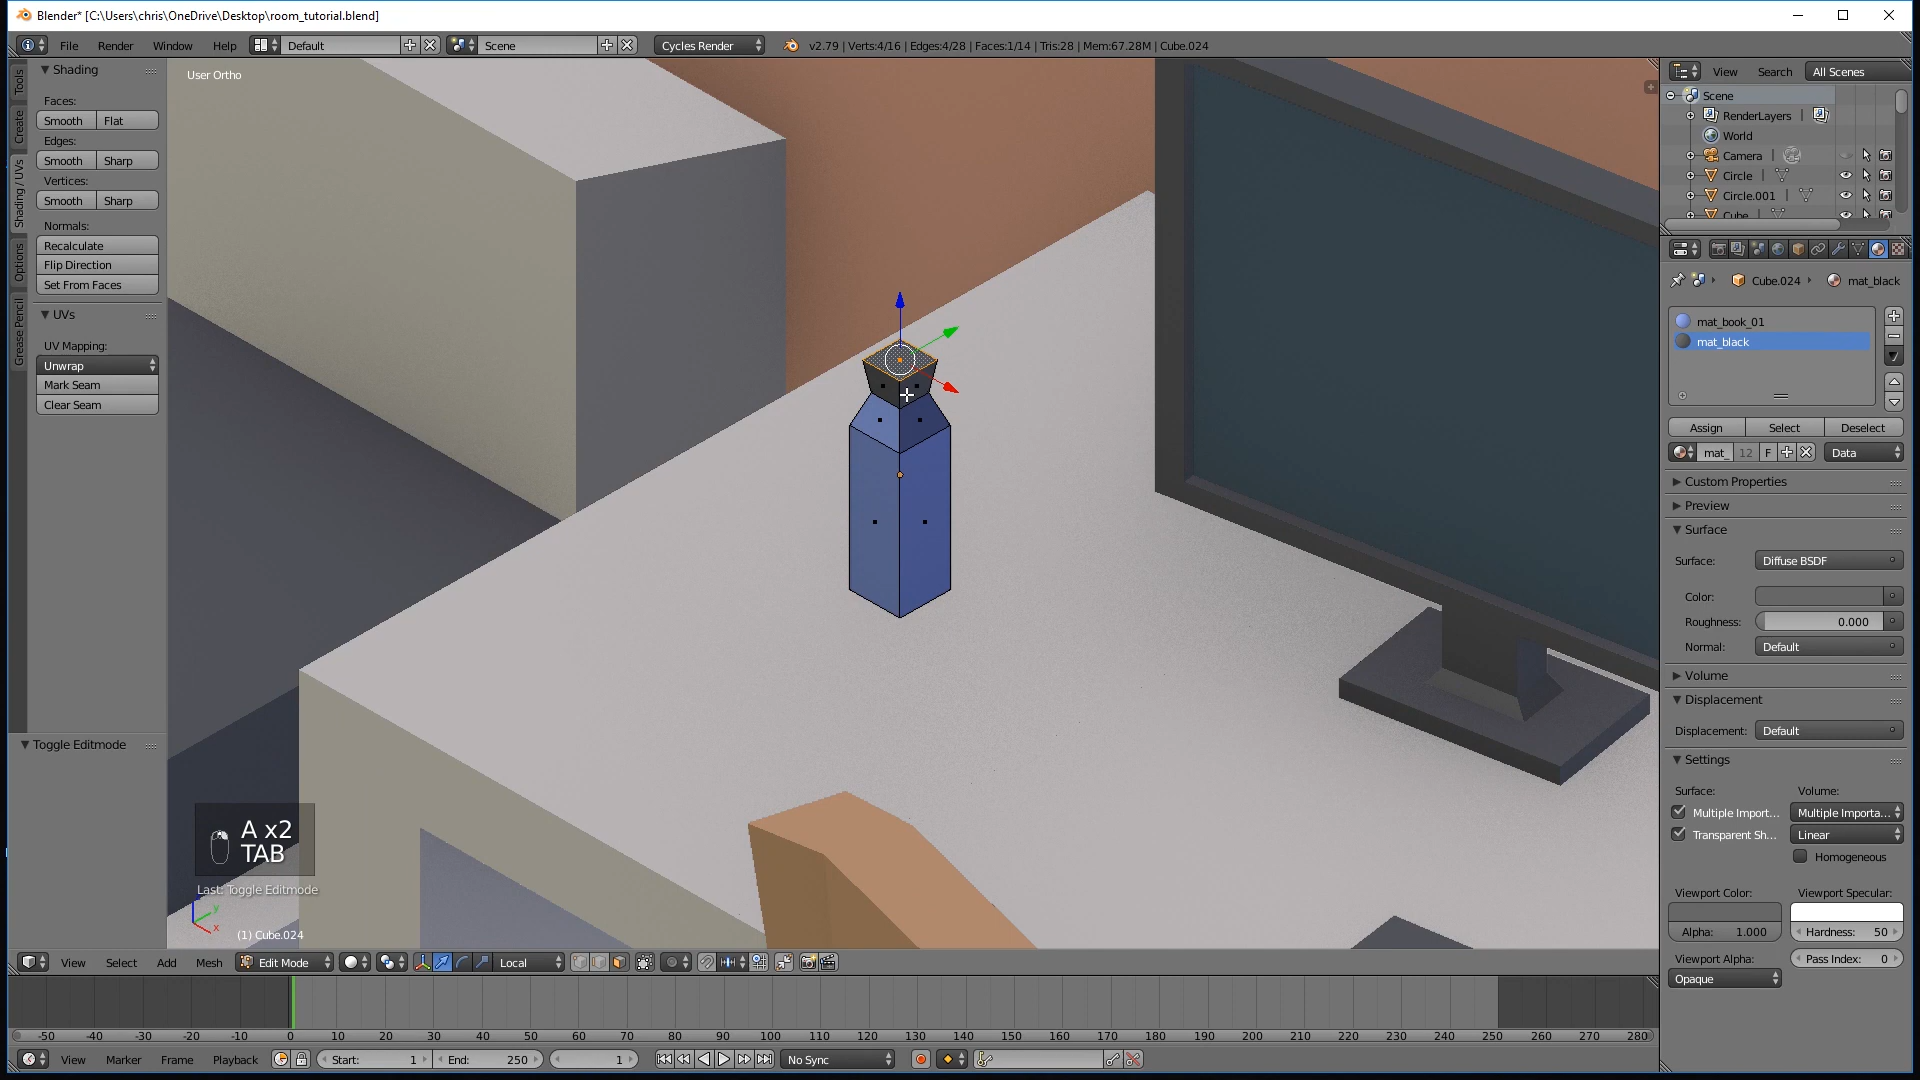 Blender* [C:\Users\chris\OneDrive\Desktop\room_tutorial.blend]
File Render Window Help Default Scene Cycles Render v2.79 | Verts:4/16 | Edges:4/28 | Faces:1/14 | Tris:28 | Mem:67.28M | Cube.024
Tools
Create
Shading / UVs
Options
Grease Pencil
Shading
Faces:
Smooth Flat
Edges:
Smooth Sharp
Vertices:
Smooth Sharp
Normals:
Recalculate
Flip Direction
Set From Faces
UVs
UV Mapping:
Unwrap
Mark Seam
Clear Seam
Toggle Editmode
User Ortho
A x2
TAB
Last: Toggle Editmode
z
y
x
(1) Cube.024
View Select Add Mesh Edit Mode Local
View Search All Scenes
Scene
RenderLayers
World
Camera
Circle
Circle.001
Cube
Cube.024 mat_black
mat_book_01
mat_black
Assign Select Deselect
mat_ 12 F Data
Custom Properties
Preview
Surface
Surface: Diffuse BSDF
Color:
Roughness: 0.000
Normal: Default
Volume
Displacement
Displacement: Default
Settings
Surface: Volume:
Multiple Import... Multiple Importa...
Transparent Sh... Linear
Homogeneous
Viewport Color: Viewport Specular:
Alpha: 1.000 Hardness: 50
Viewport Alpha: Pass Index: 0
Opaque
-50 -40 -30 -20 -10 0 10 20 30 40 50 60 70 80 90 100 110 120 130 140 150 160 170 180 190 200 210 220 230 240 250 260 270 280
View Marker Frame Playback Start: 1 End: 250 1 No Sync